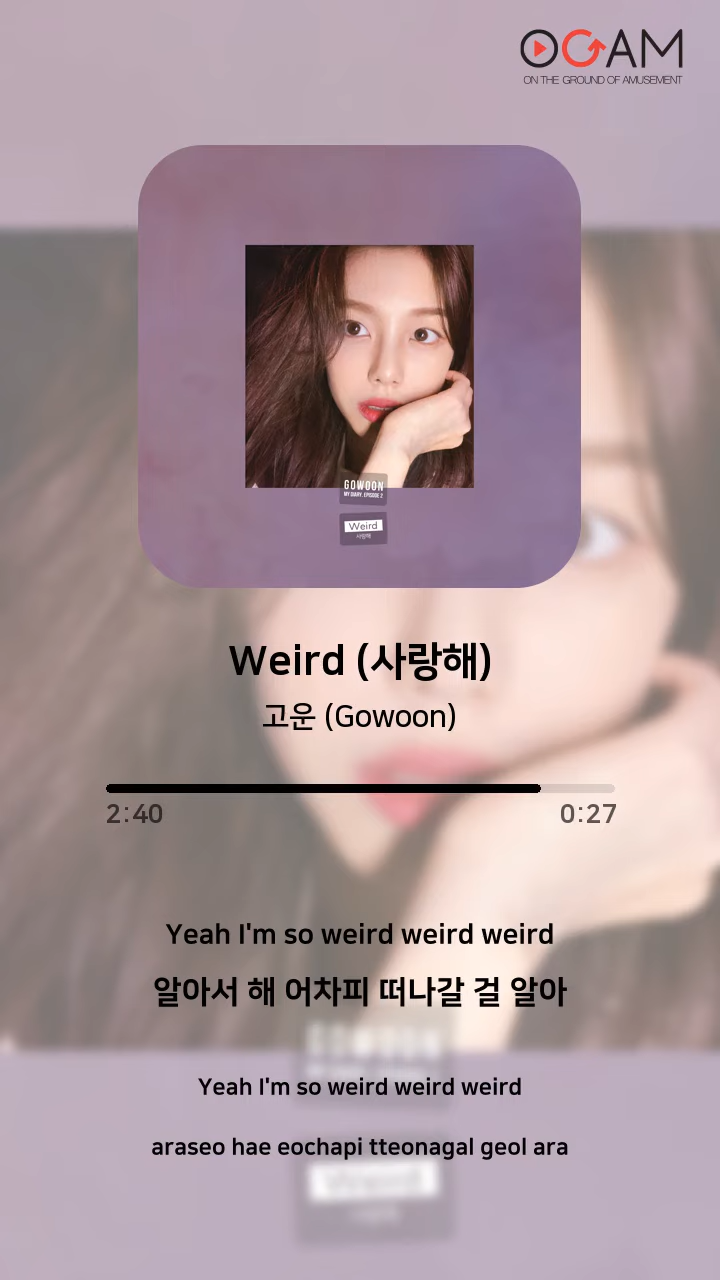 OGAM
ON THE GROUND OF AMUSEMENT
GOWOON
MY DIARY. EPISODE 2
Weird
사랑해
Weird (사랑해)
고운 (Gowoon)
2:40
0:27
Yeah I'm so weird weird weird
알아서 해 어차피 떠나갈 걸 알아
Yeah I'm so weird weird weird
araseo hae eochapi tteonagal geol ara